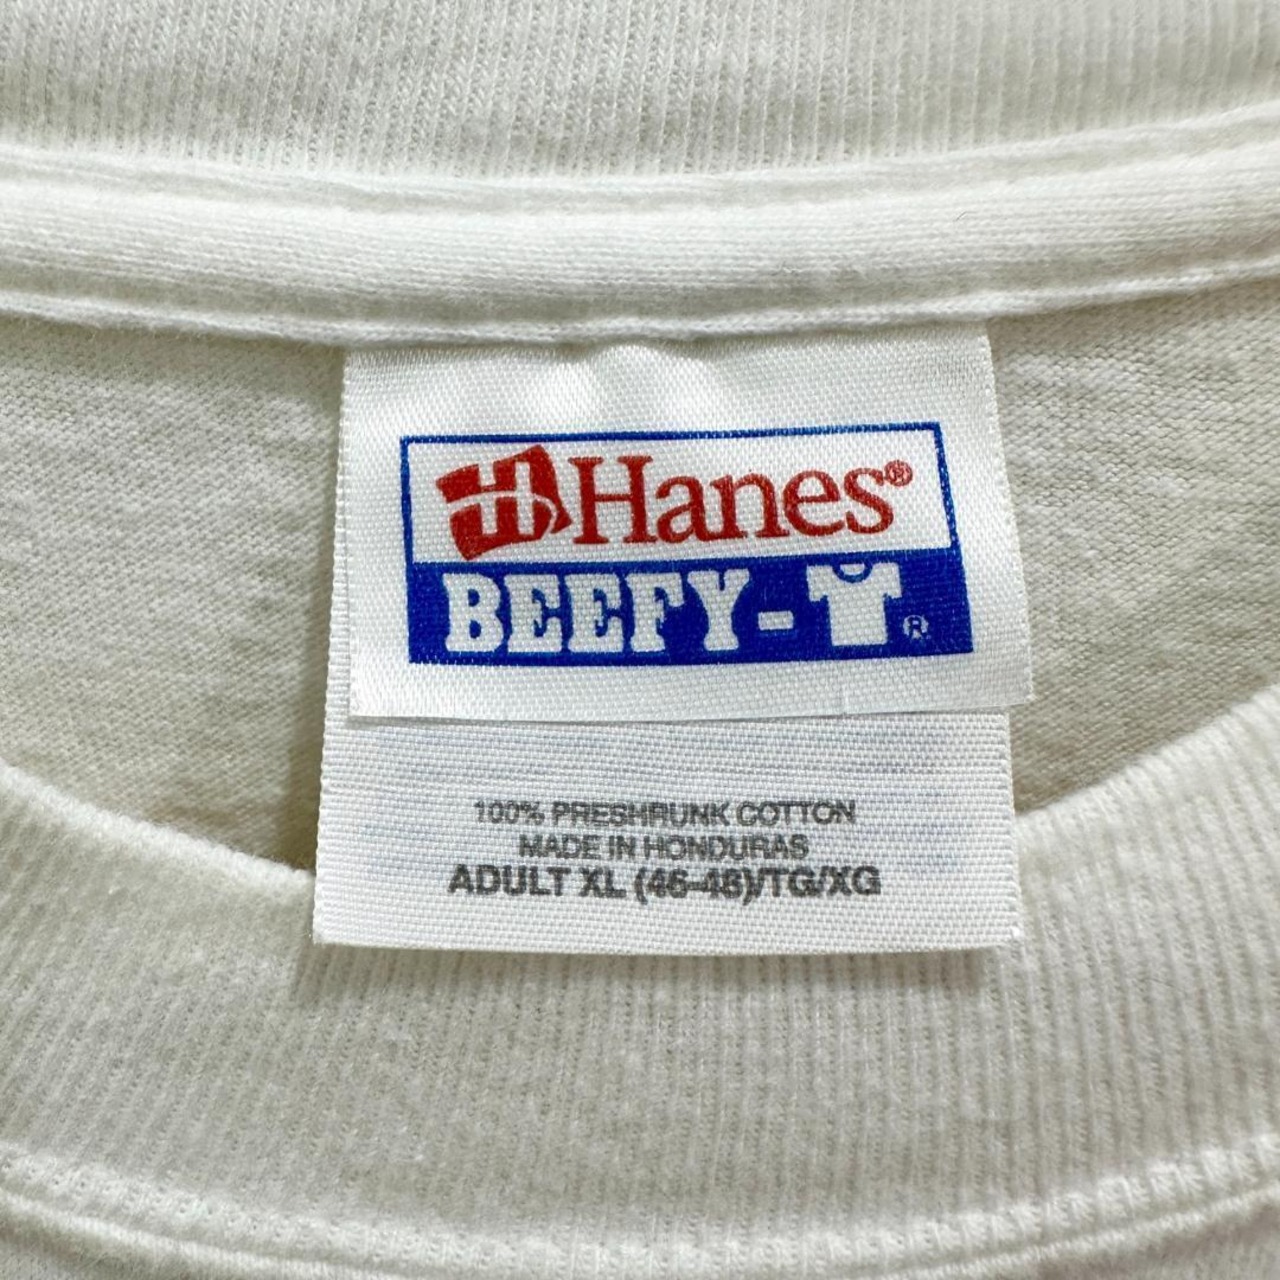 Hanes®
BEEFY-T®
100% PRESHRUNK COTTON
MADE IN HONDURAS
ADULT XL (46-48)/TG/XG